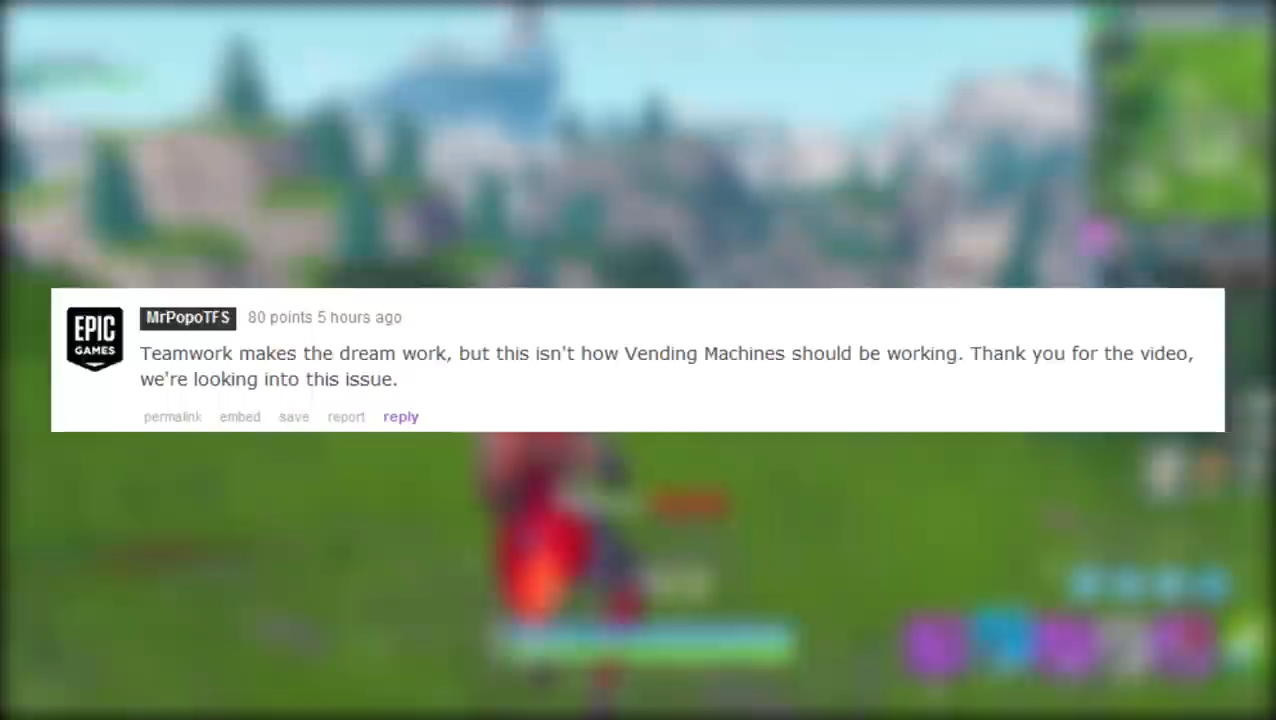 EPIC
GAMES
MrPopoTFS 80 points 5 hours ago
Teamwork makes the dream work, but this isn't how Vending Machines should be working. Thank you for the video,
we're looking into this issue.
permalink embed save report reply